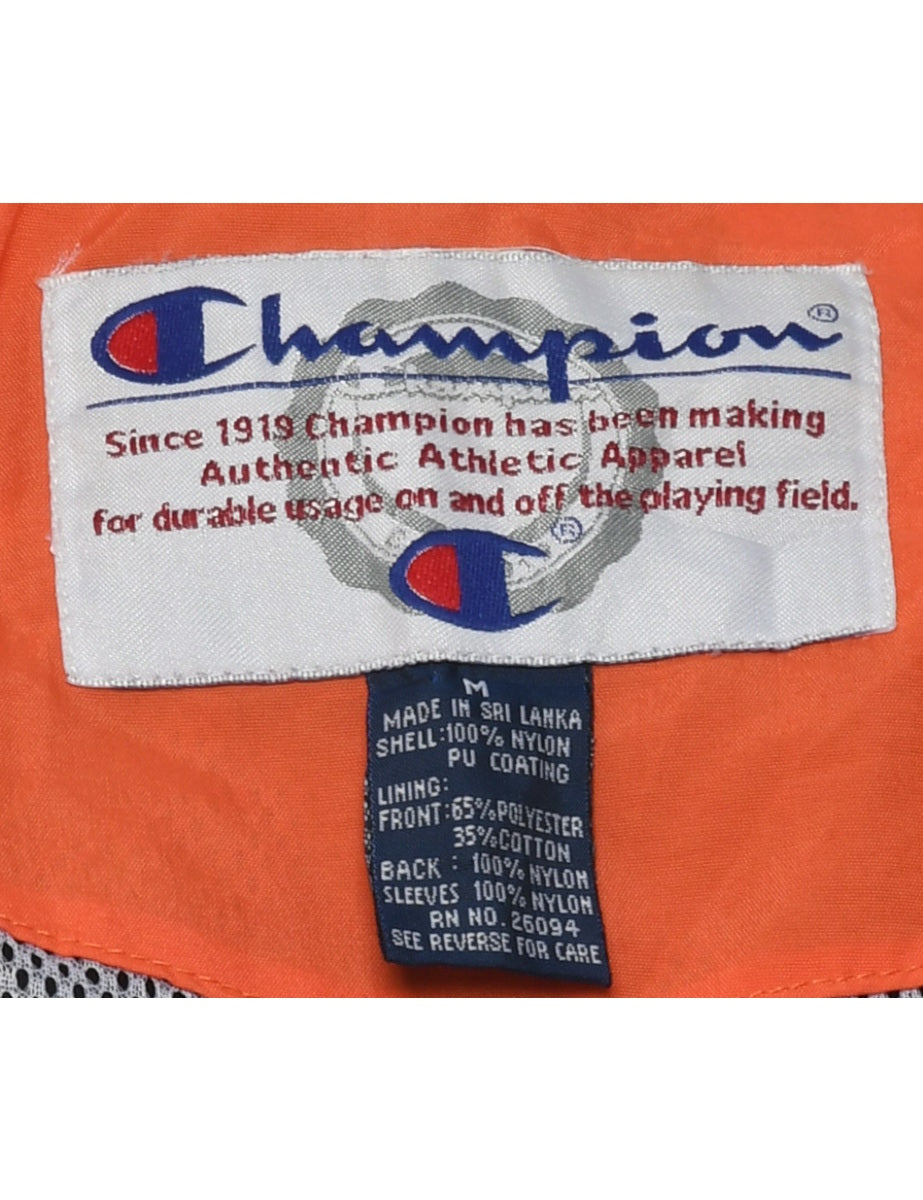 Champion®
Since 1919 Champion has been making
Authentic Athletic Apparel
for durable usage on and off the playing field.
®
M
MADE IN SRI LANKA
SHELL:100% NYLON
PU COATING
LINING:
FRONT:65%POLYESTER
35%COTTON
BACK : 100% NYLON
SLEEVES 100% NYLON
RN NO.26094
SEE REVERSE FOR CARE